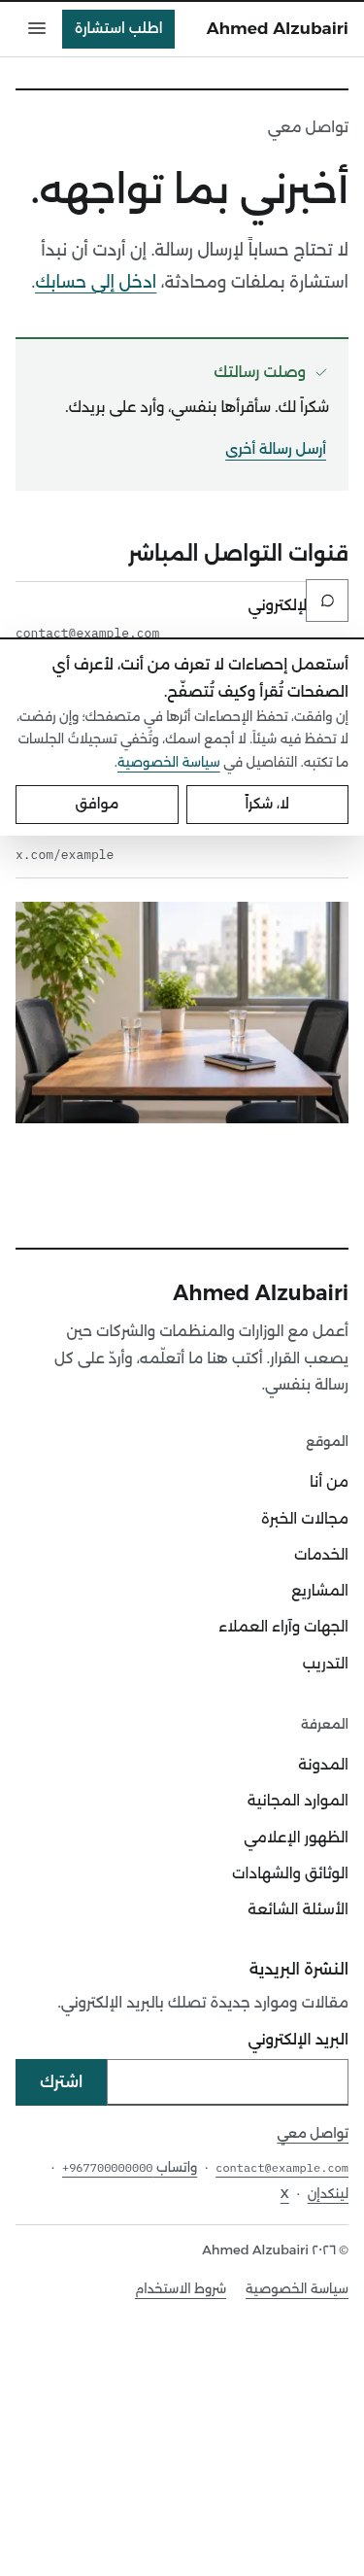 Ahmed Alzubairi
اطلب استشارة
تواصل معي
أخبرني بما تواجهه.
لا تحتاج حساباً لإرسال رسالة. إن أردت أن نبدأ
استشارة بملفات ومحادثة، ادخل إلى حسابك.
وصلت رسالتك
شكراً لك. سأقرأها بنفسي، وأرد على بريدك.
أرسل رسالة أخرى
قنوات التواصل المباشر
لإلكتروني
contact@example.com
أستعمل إحصاءات لا تعرف من أنت، لأعرف أي
الصفحات تُقرأ وكيف تُتصفّح.
إن وافقت، تحفظ الإحصاءات أثرها في متصفحك؛ وإن رفضت،
لا تحفظ فيه شيئاً. لا أجمع اسمك، وتُخفي تسجيلاتُ الجلسات
ما تكتبه. التفاصيل في سياسة الخصوصية.
لا، شكراً
موافق
x.com/example
Ahmed Alzubairi
أعمل مع الوزارات والمنظمات والشركات حين
يصعب القرار. أكتب هنا ما أتعلّمه، وأردّ على كل
رسالة بنفسي.
الموقع
من أنا
مجالات الخبرة
الخدمات
المشاريع
الجهات وآراء العملاء
التدريب
المعرفة
المدونة
الموارد المجانية
الظهور الإعلامي
الوثائق والشهادات
الأسئلة الشائعة
النشرة البريدية
مقالات وموارد جديدة تصلك بالبريد الإلكتروني.
البريد الإلكتروني
اشترك
تواصل معي
contact@example.com · واتساب +967700000000 ·
لينكدإن · X
© ٢٠٢٦ Ahmed Alzubairi
سياسة الخصوصية
شروط الاستخدام